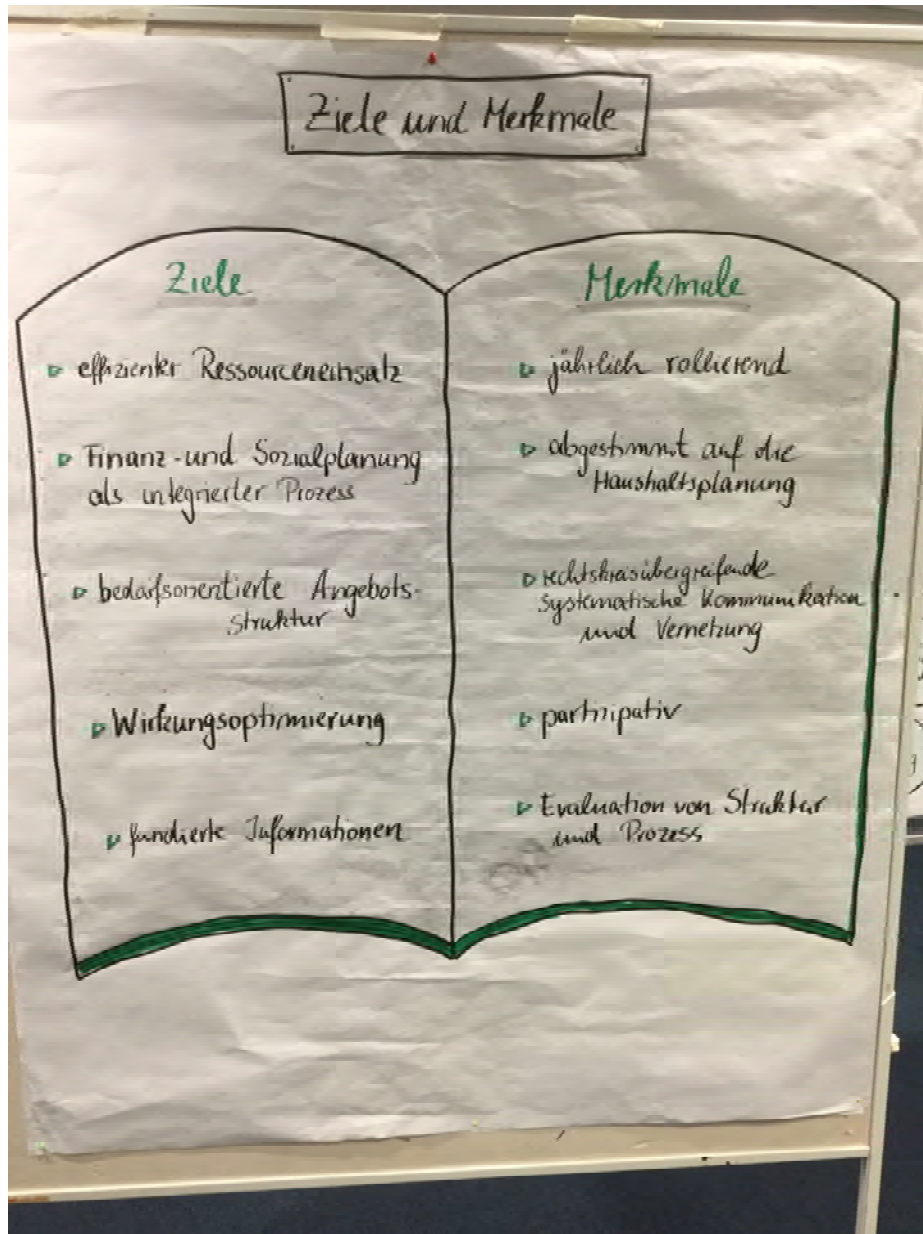 Ziele und Merkmale
Ziele
▷ effizienter Ressourceneinsatz
▷ Finanz- und Sozialplanung
als integrierter Prozess
▷ bedarfsorientierte Angebots-
struktur
▷ Wirkungsoptimierung
▷ fundierte Informationen
Merkmale
▷ jährlich rollierend
▷ abgestimmt auf die
Haushaltsplanung
▷ rechtskreisübergreifende
systematische Kommunikation
und Vernetzung
▷ partizipativ
▷ Evaluation von Struktur
und Prozess